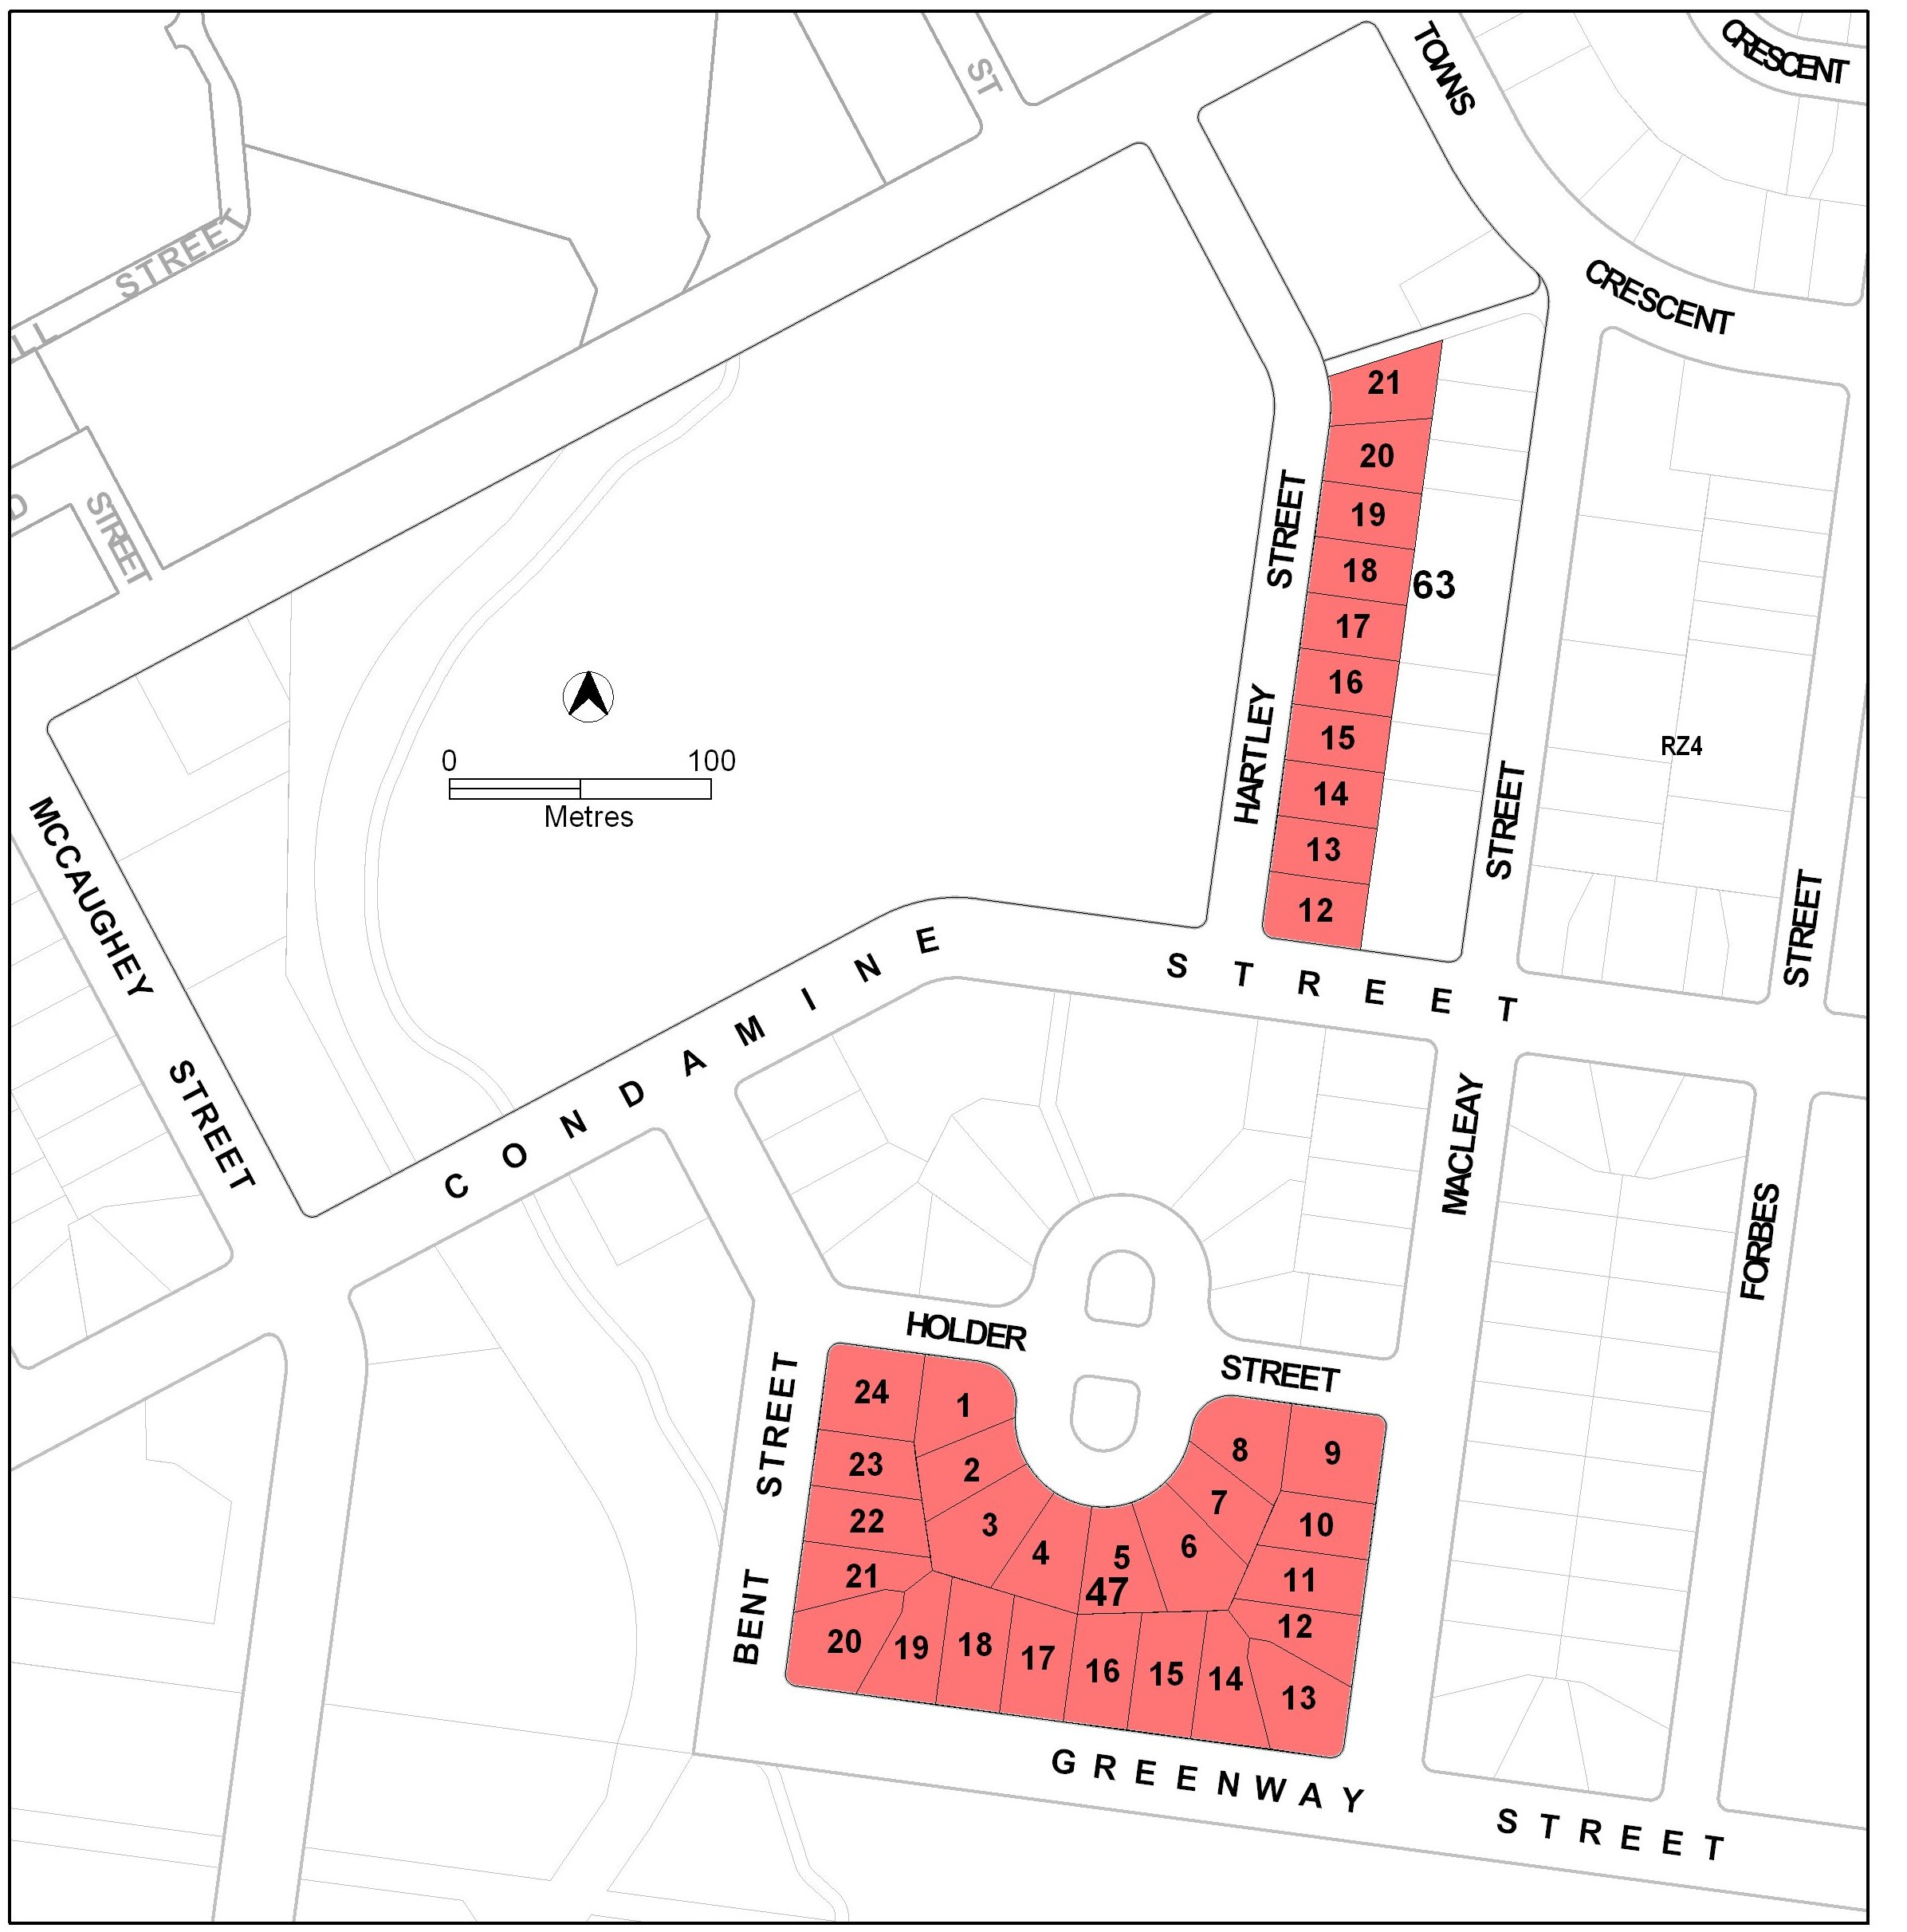 CRESCENT
TOWNS
ST
STREET
CRESCENT
LL
21
20
STREET
19
D
STREET
18
63
17
16
HARTLEY
15
RZ4
0 100
Metres
14
STREET
MCCAUGHEY
13
12
STREET
CONDAMINE
STREET
STREET
MACLEAY
FORBES
HOLDER
STREET
24
1
STREET
8
9
23
2
7
22
3
10
6
4
5
21
11
47
BENT
12
20
19
18
17
16
15
14
13
GREENWAY
STREET